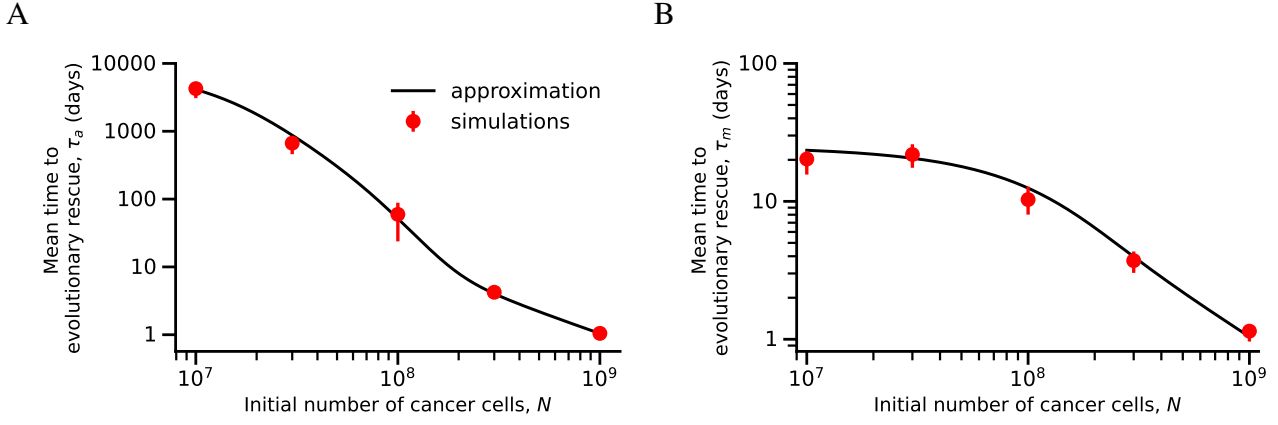 A
Mean time to
evolutionary rescue, τa (days)
10000
1000
100
10
1
approximation
simulations
10^7
10^8
10^9
Initial number of cancer cells, N
B
Mean time to
evolutionary rescue, τm (days)
100
10
1
10^7
10^8
10^9
Initial number of cancer cells, N